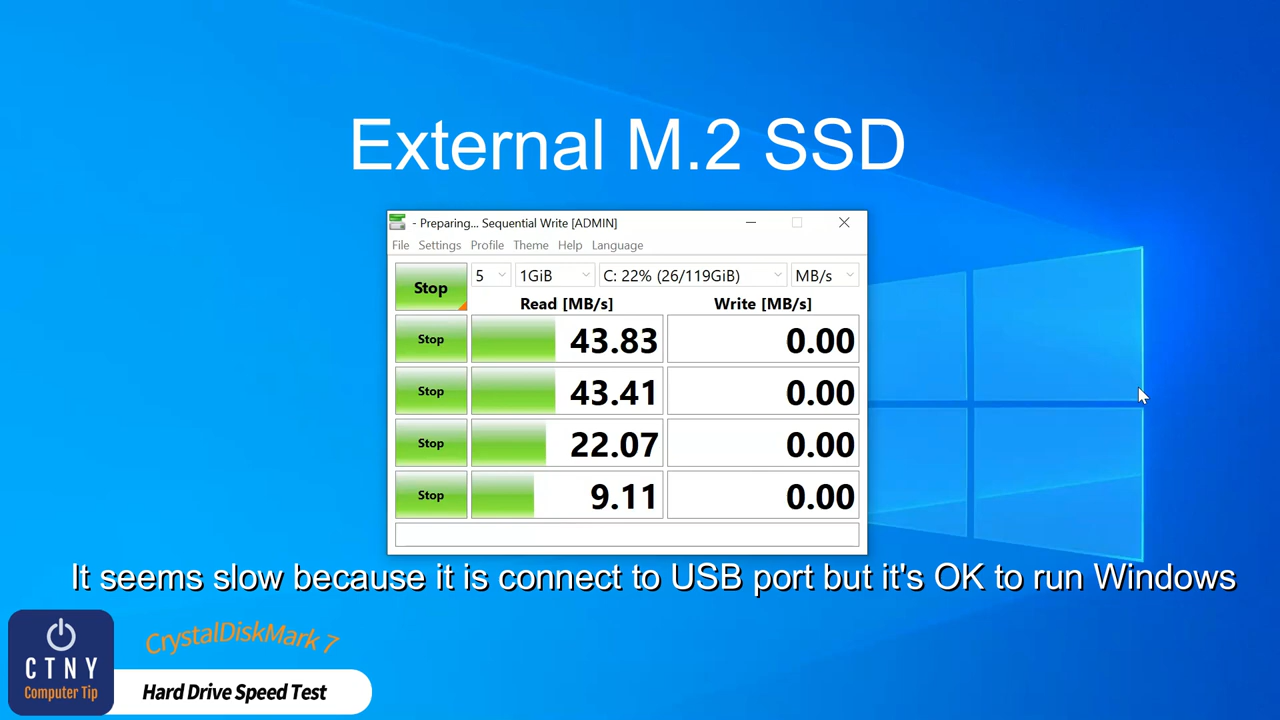 External M.2 SSD
- Preparing... Sequential Write [ADMIN]
File Settings Profile Theme Help Language
Stop 5 1GiB C: 22% (26/119GiB) MB/s
Read [MB/s] Write [MB/s]
Stop 43.83 0.00
Stop 43.41 0.00
Stop 22.07 0.00
Stop 9.11 0.00
It seems slow because it is connect to USB port but it's OK to run Windows
CrystalDiskMark 7
CTNY
Computer Tip
Hard Drive Speed Test